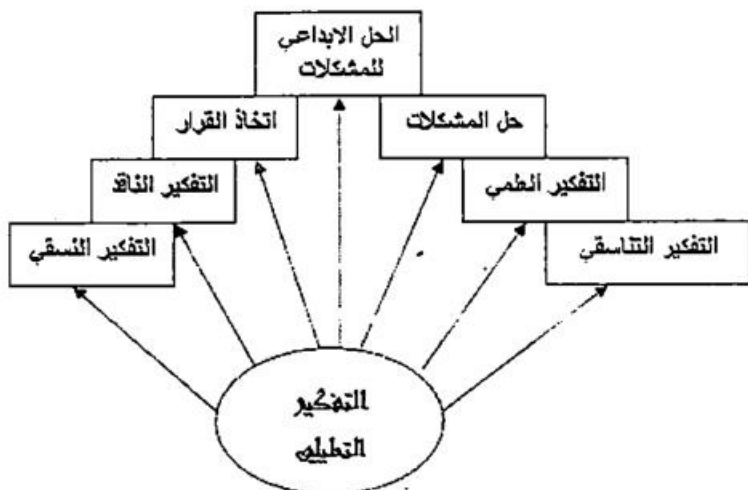 الحل الابداعي
للمشكلات
اتخاذ القرار
حل المشكلات
التفكير الناقد
التفكير العلمي
التفكير النسقي
التفكير التناسقي
التفكير
التحليلي